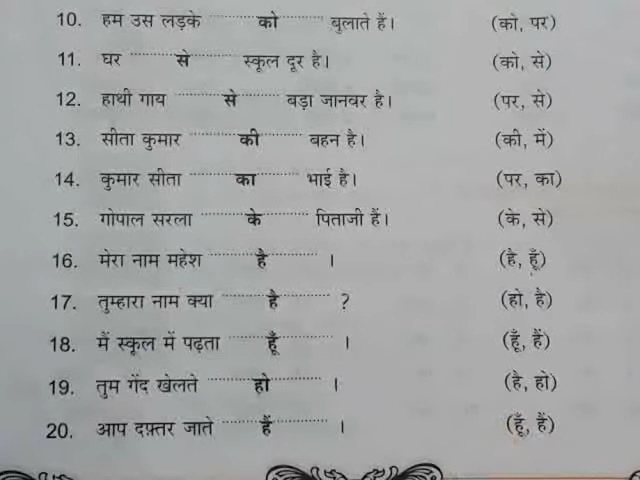 10. हम उस लड़के ........ को ........ बुलाते हैं। (को, पर)
11. घर ........ से ........ स्कूल दूर है। (को, से)
12. हाथी गाय ........ से ........ बड़ा जानवर है। (पर, से)
13. सीता कुमार ........ की ........ बहन है। (की, में)
14. कुमार सीता ........ का ........ भाई है। (पर, का)
15. गोपाल सरला ........ के ........ पिताजी हैं। (के, से)
16. मेरा नाम महेश ........ है ........ । (है, हूँ)
17. तुम्हारा नाम क्या ........ है ........ ? (हो, है)
18. मैं स्कूल में पढ़ता ........ हूँ ........ । (हूँ, हैं)
19. तुम गेंद खेलते ........ हो ........ । (है, हो)
20. आप दफ़्तर जाते ........ हैं ........ । (हूँ, हैं)